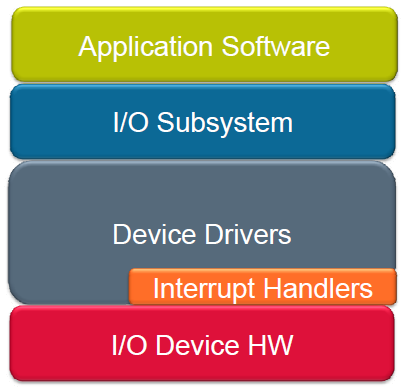 Application Software
I/O Subsystem
Device Drivers
Interrupt Handlers
I/O Device HW